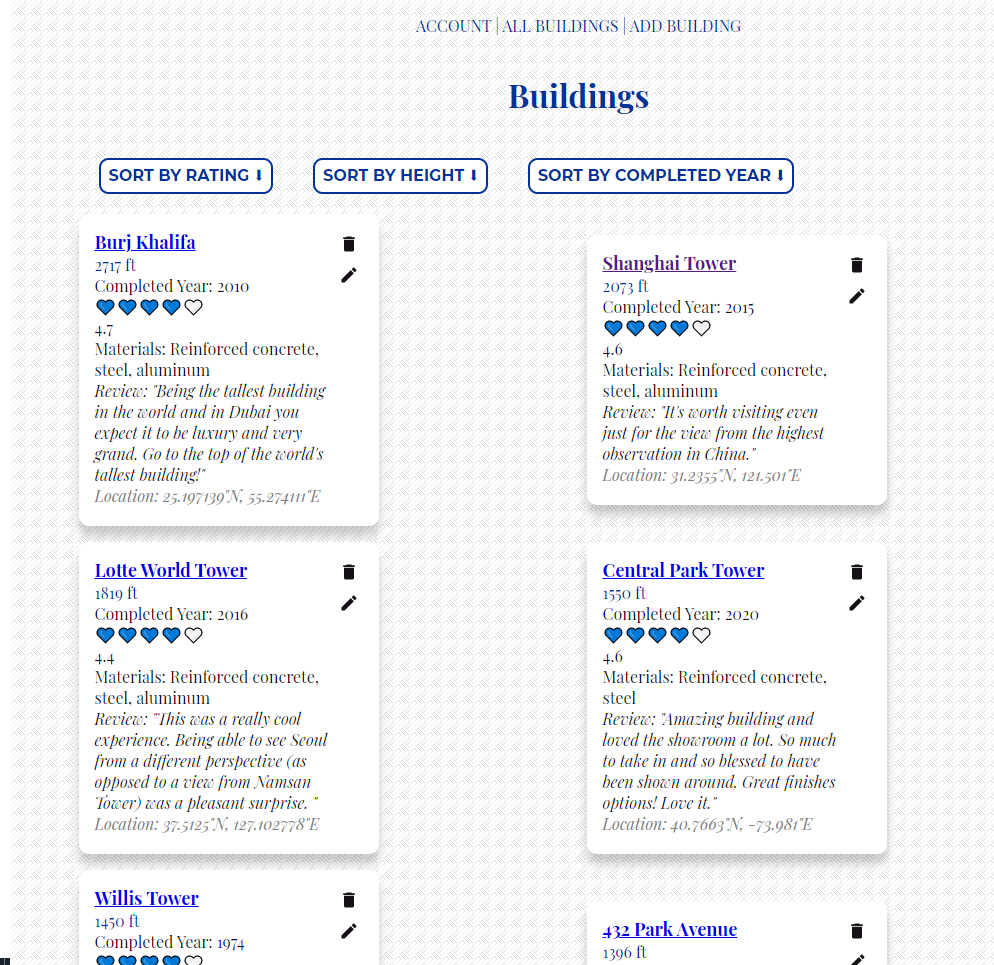 ACCOUNT | ALL BUILDINGS | ADD BUILDING
Buildings
SORT BY RATING ⬇
SORT BY HEIGHT ⬇
SORT BY COMPLETED YEAR ⬇
Burj Khalifa
2717 ft
Completed Year: 2010
4.7
Materials: Reinforced concrete,
steel, aluminum
Review: "Being the tallest building
in the world and in Dubai you
expect it to be luxury and very
grand. Go to the top of the world's
tallest building!"
Location: 25.197139"N, 55.274111"E
Shanghai Tower
2073 ft
Completed Year: 2015
4.6
Materials: Reinforced concrete,
steel, aluminum
Review: "It's worth visiting even
just for the view from the highest
observation in China."
Location: 31.2355"N, 121.501"E
Lotte World Tower
1819 ft
Completed Year: 2016
4.4
Materials: Reinforced concrete,
steel, aluminum
Review: "This was a really cool
experience. Being able to see Seoul
from a different perspective (as
opposed to a view from Namsan
Tower) was a pleasant surprise. "
Location: 37.5125"N, 127.102778"E
Central Park Tower
1550 ft
Completed Year: 2020
4.6
Materials: Reinforced concrete,
steel
Review: "Amazing building and
loved the showroom a lot. So much
to take in and so blessed to have
been shown around. Great finishes
options! Love it."
Location: 40.7663"N, -73.981"E
Willis Tower
1450 ft
Completed Year: 1974
432 Park Avenue
1396 ft